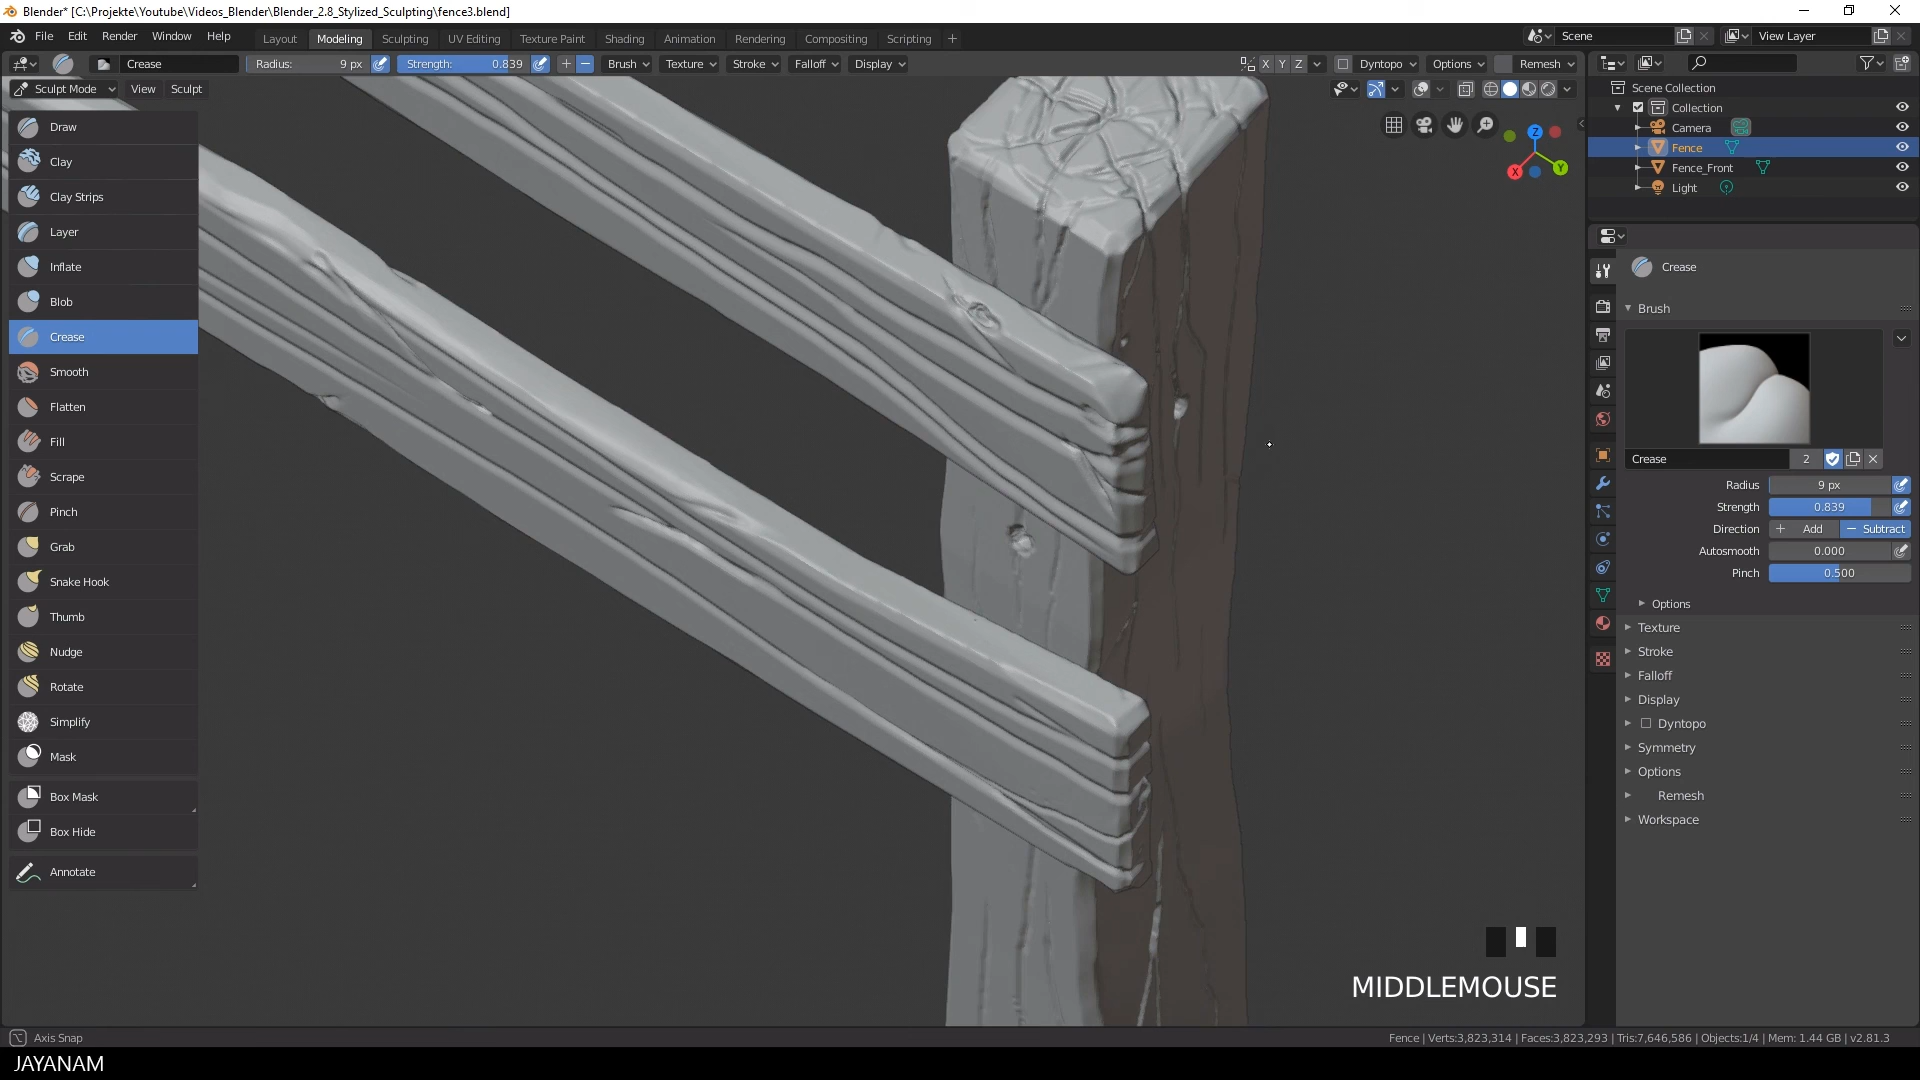 Blender* [C:\Projekte\Youtube\Videos_Blender\Blender_2.8_Stylized_Sculpting\fence3.blend]
File Edit Render Window Help Layout Modeling Sculpting UV Editing Texture Paint Shading Animation Rendering Compositing Scripting + Scene View Layer
Crease Radius: 9 px Strength: 0.839 Brush Texture Stroke Falloff Display X Y Z Dyntopo Options Remesh
Sculpt Mode View Sculpt
Draw
Clay
Clay Strips
Layer
Inflate
Blob
Crease
Smooth
Flatten
Fill
Scrape
Pinch
Grab
Snake Hook
Thumb
Nudge
Rotate
Simplify
Mask
Box Mask
Box Hide
Annotate
Z
X
Y
Scene Collection
Collection
Camera
Fence
Fence_Front
Light
Crease
Brush
Crease 2
Radius 9 px
Strength 0.839
Direction + Add − Subtract
Autosmooth 0.000
Pinch 0.500
Options
Texture
Stroke
Falloff
Display
Dyntopo
Symmetry
Options
Remesh
Workspace
MIDDLEMOUSE
Axis Snap
Fence | Verts:3,823,314 | Faces:3,823,293 | Tris:7,646,586 | Objects:1/4 | Mem: 1.44 GB | v2.81.3
JAYANAM